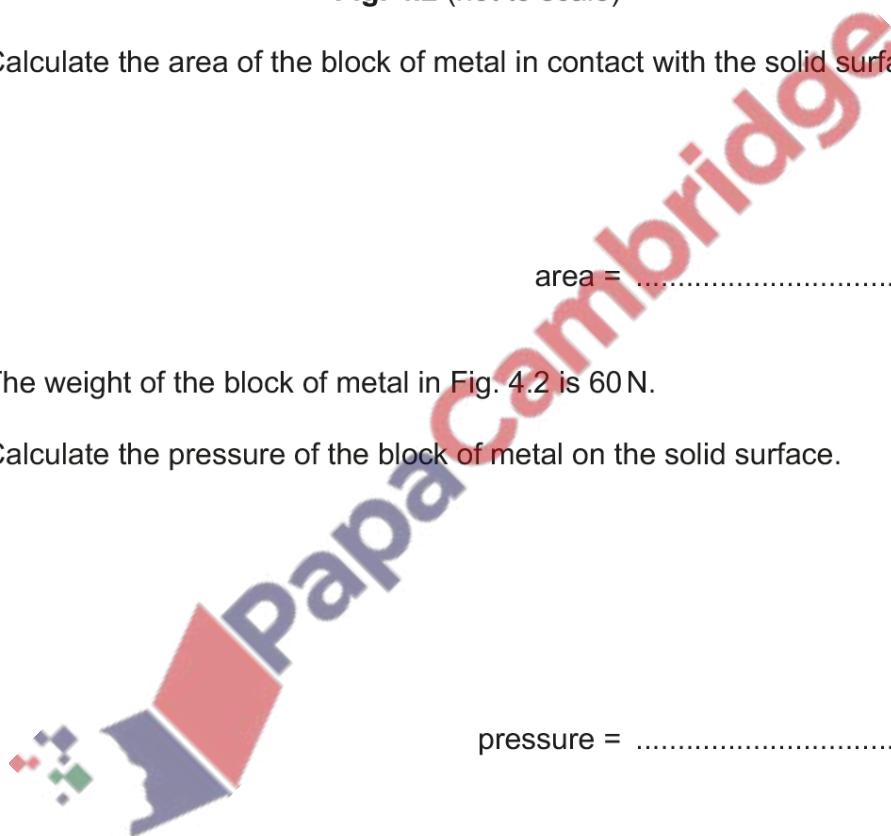 Calculate the area of the block of metal in contact with the solid
area = ..............................
The weight of the block of metal in Fig. 4.2 is 60 N.
Calculate the pressure of the block of metal on the solid surface.
pressure = ..............................
PapaCambridge